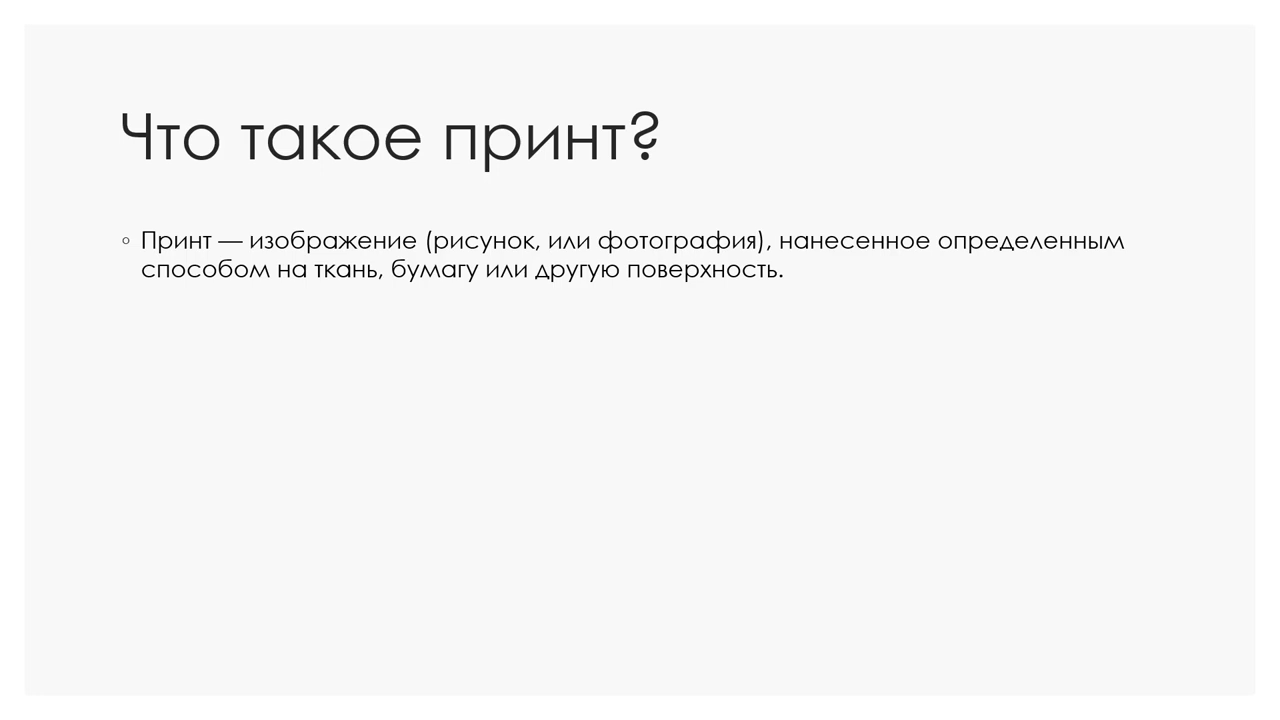 Что такое принт?
◦ Принт — изображение (рисунок, или фотография), нанесенное определенным
способом на ткань, бумагу или другую поверхность.